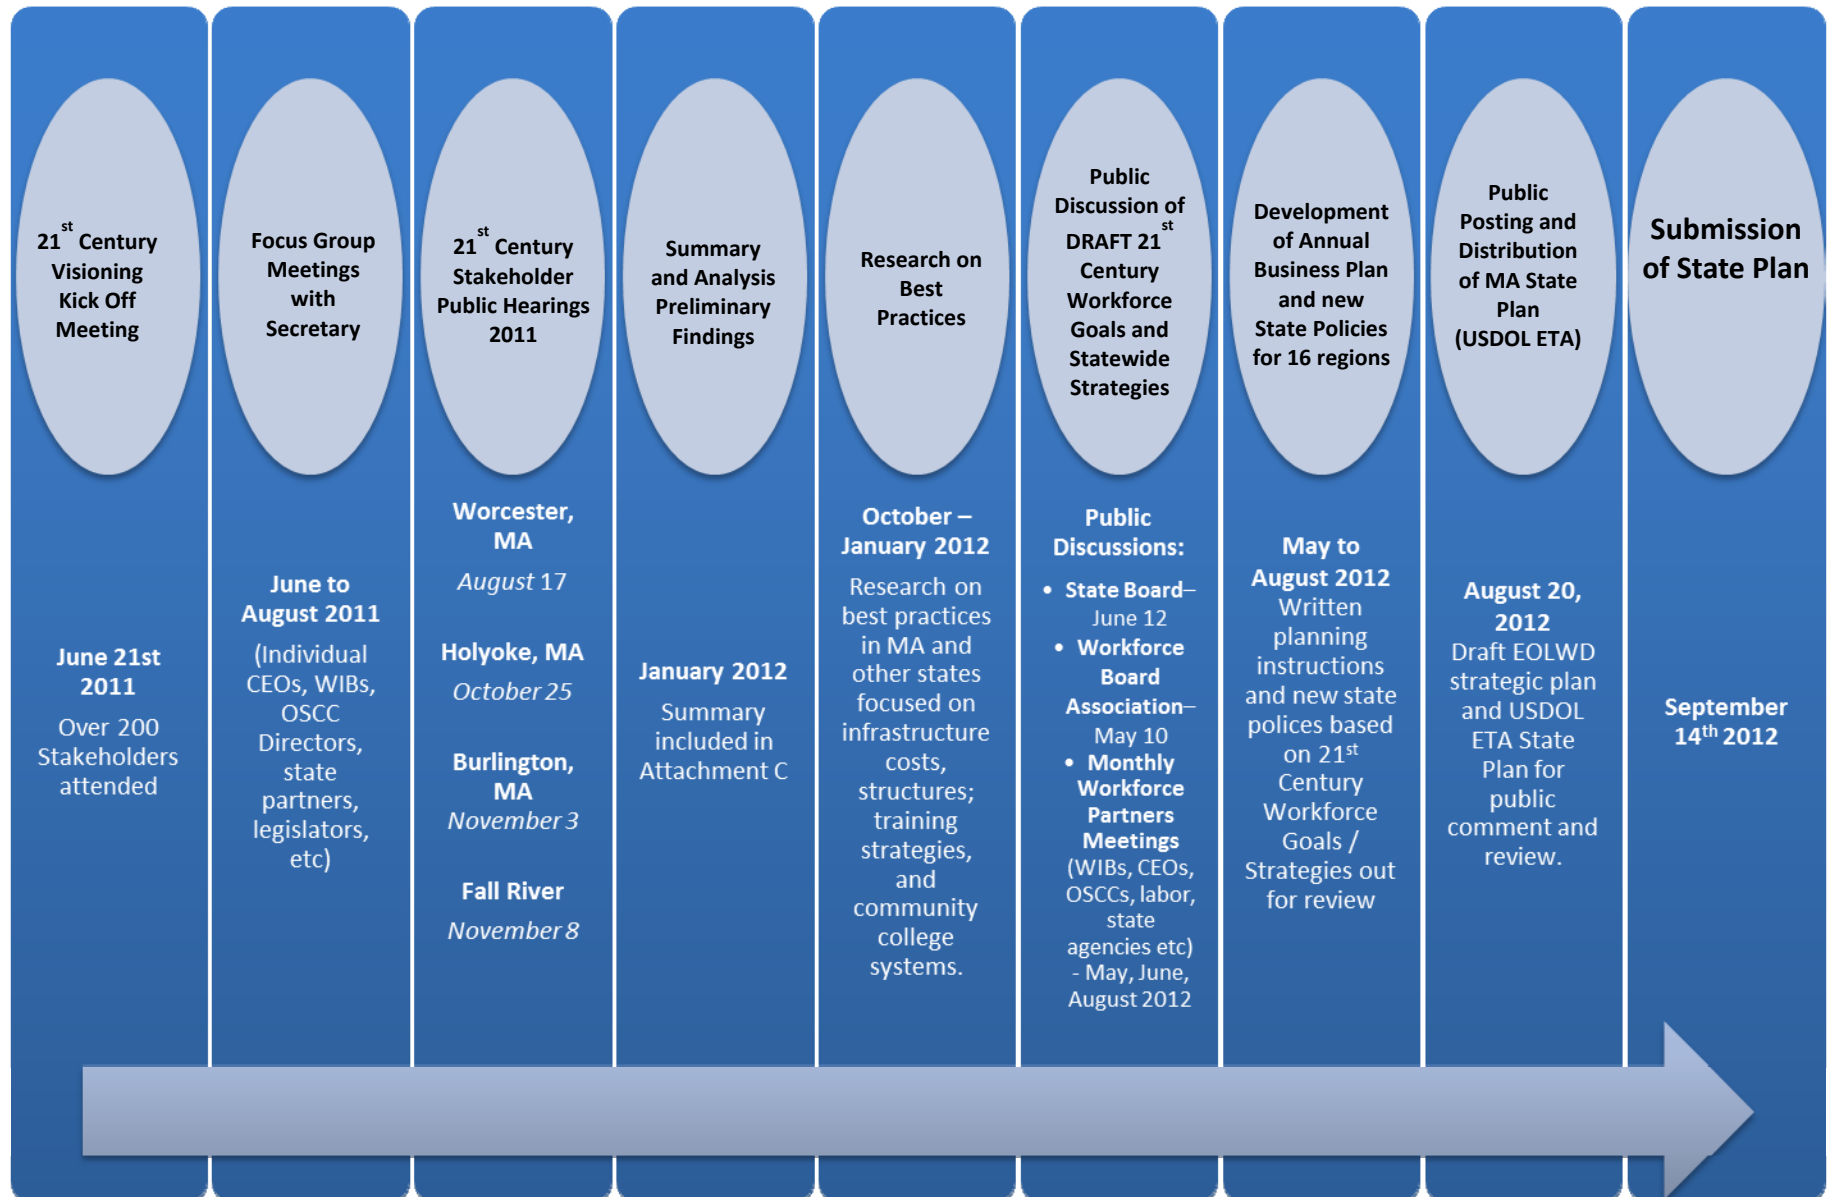 21st Century
Visioning
Kick Off
Meeting
June 21st
2011
Over 200
Stakeholders
attended
Focus Group
Meetings
with
Secretary
June to
August 2011
(Individual
CEOs, WIBs,
OSCC
Directors,
state
partners,
legislators,
etc)
21st Century
Stakeholder
Public Hearings
2011
Worcester,
MA
August 17
Holyoke, MA
October 25
Burlington,
MA
November 3
Fall River
November 8
Summary
and Analysis
Preliminary
Findings
January 2012
Summary
included in
Attachment C
Research on
Best
Practices
October –
January 2012
Research on
best practices
in MA and
other states
focused on
infrastructure
costs,
structures;
training
strategies,
and
community
college
systems.
Public
Discussion of
DRAFT 21st
Century
Workforce
Goals and
Statewide
Strategies
Public
Discussions:
• State Board–
June 12
• Workforce
Board
Association–
May 10
• Monthly
Workforce
Partners
Meetings
(WIBs, CEOs,
OSCCs, labor,
state
agencies etc)
- May, June,
August 2012
Development
of Annual
Business Plan
and new
State Policies
for 16 regions
May to
August 2012
Written
planning
instructions
and new state
polices based
on 21st
Century
Workforce
Goals /
Strategies out
for review
Public
Posting and
Distribution
of MA State
Plan
(USDOL ETA)
August 20,
2012
Draft EOLWD
strategic plan
and USDOL
ETA State
Plan for
public
comment and
review.
Submission
of State Plan
September
14th 2012